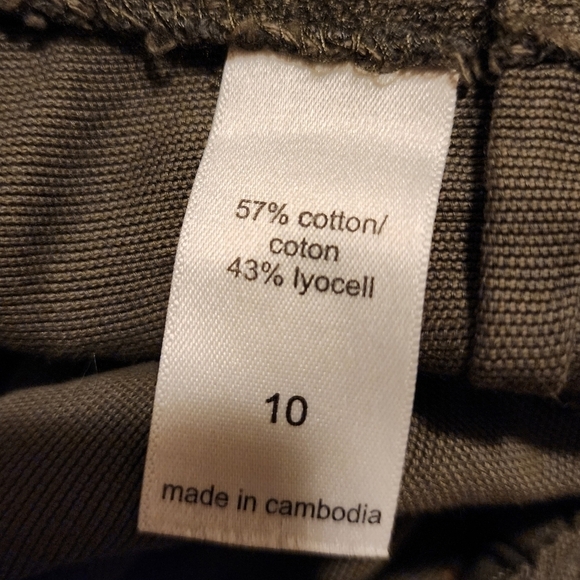 57% cotton/
coton
43% lyocell
10
made in cambodia